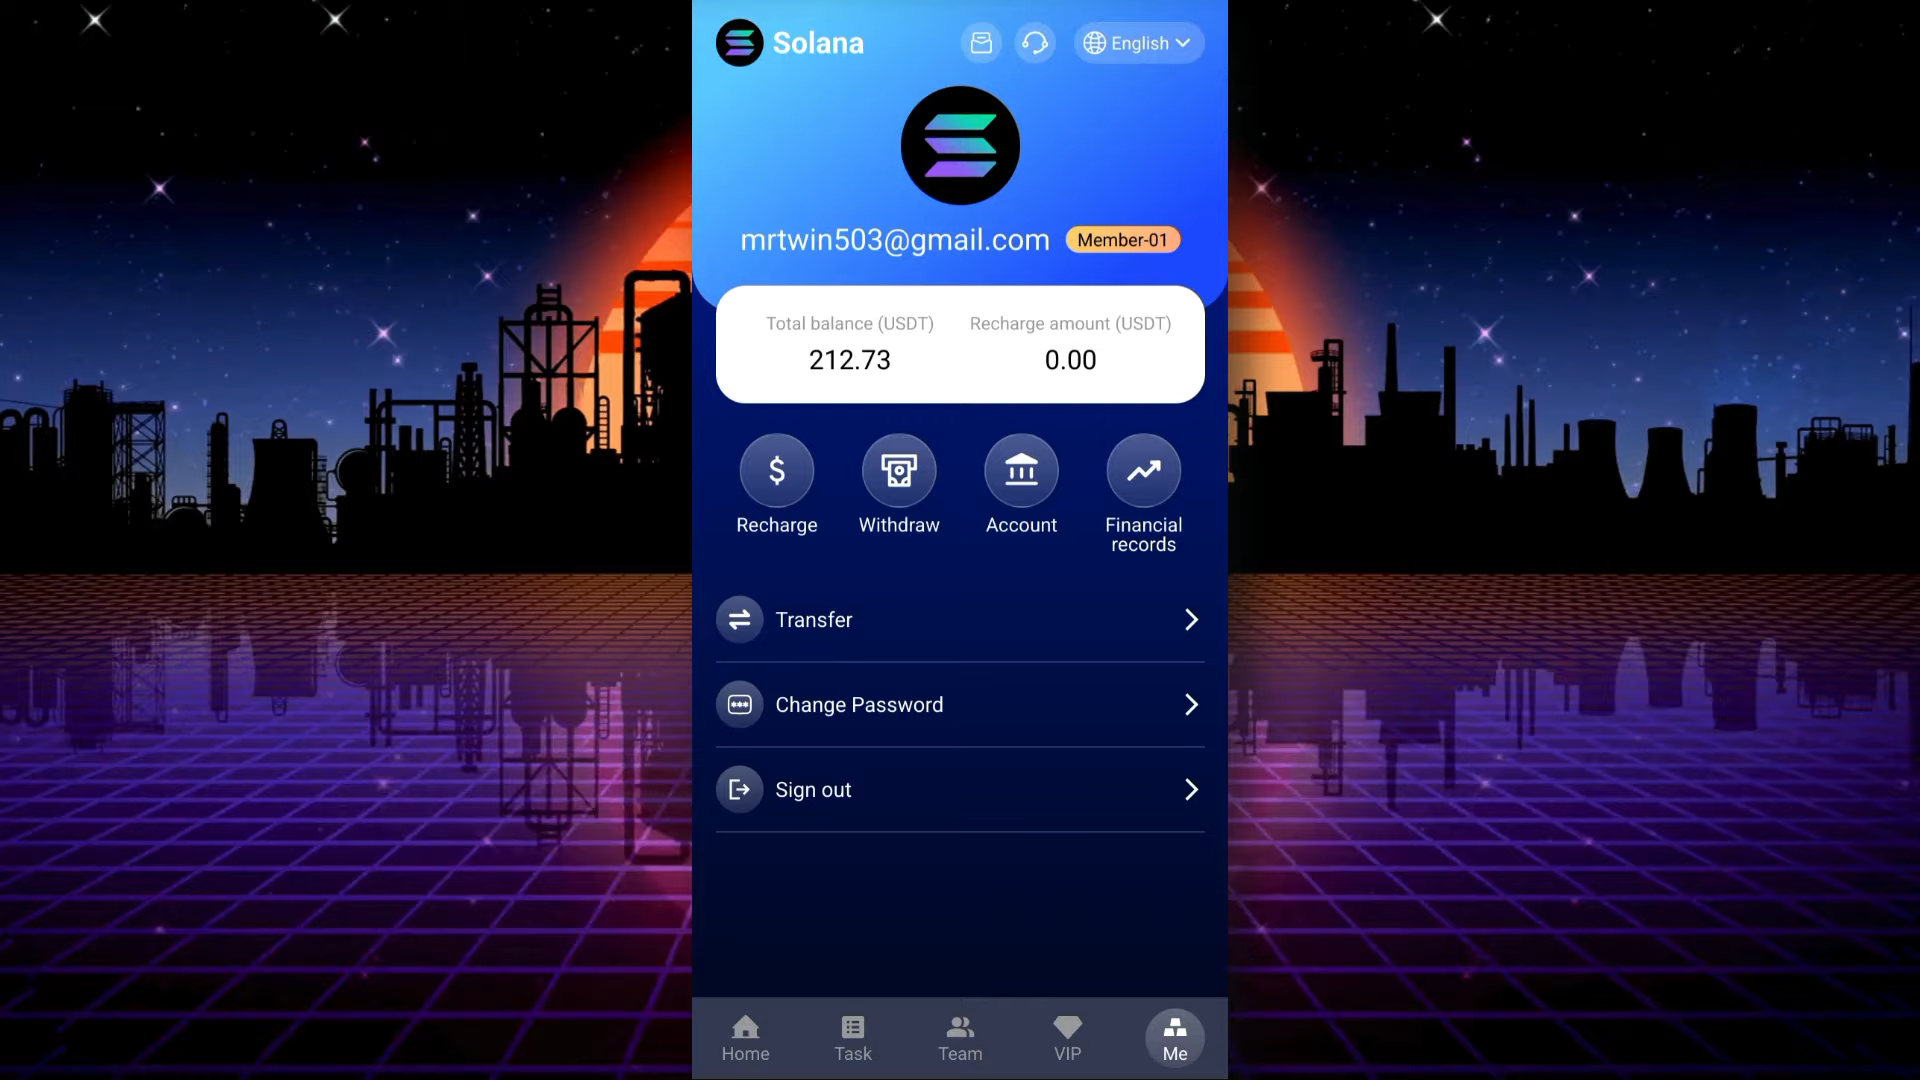 Solana
English
mrtwin503@gmail.com Member-01
Total balance (USDT) Recharge amount (USDT)
212.73 0.00
$
Recharge Withdraw Account Financial records
Transfer
***
Change Password
Sign out
Home Task Team VIP Me